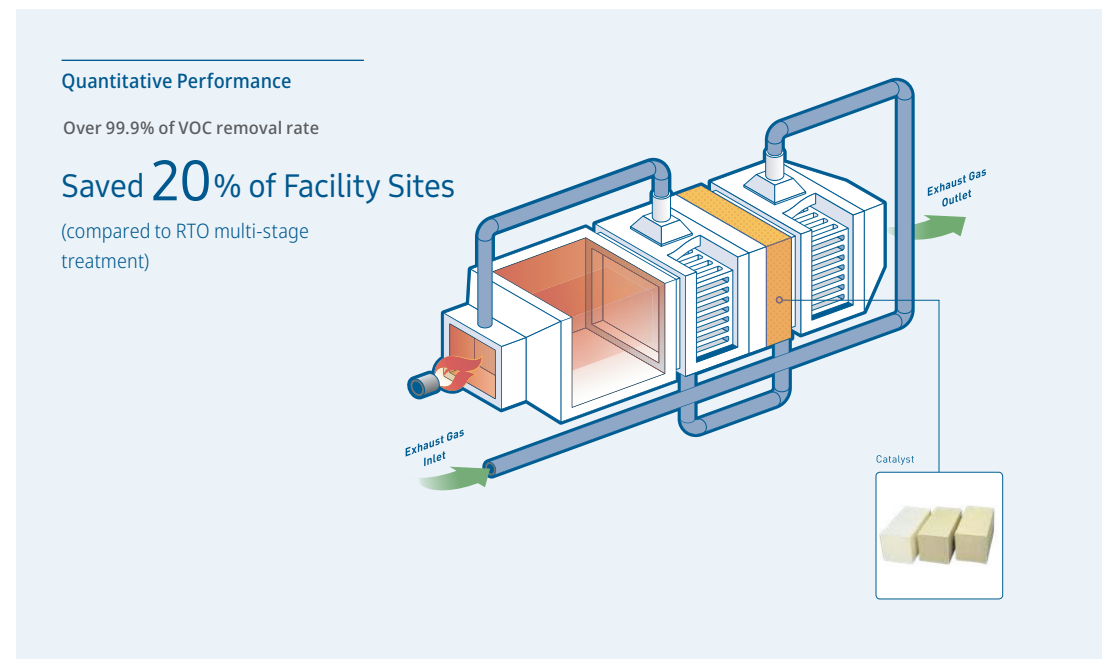 Quantitative Performance
Over 99.9% of VOC removal rate
Saved 20% of Facility Sites
(compared to RTO multi-stage
treatment)
Exhaust Gas
Outlet
Exhaust Gas
Inlet
Catalyst